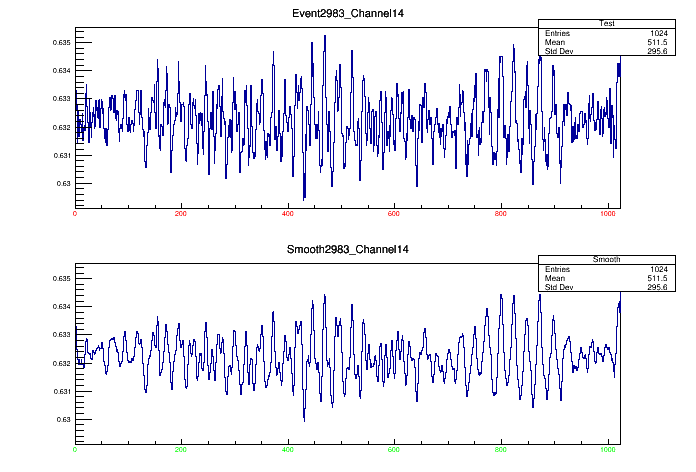 Event2983_Channel14
Test
Entries 1024
Mean 511.5
Std Dev 295.6
0.635
0.634
0.633
0.632
0.631
0.63
0 200 400 600 800 1000
Smooth2983_Channel14
Smooth
Entries 1024
Mean 511.5
Std Dev 295.6
0.635
0.634
0.633
0.632
0.631
0.63
0 200 400 600 800 1000